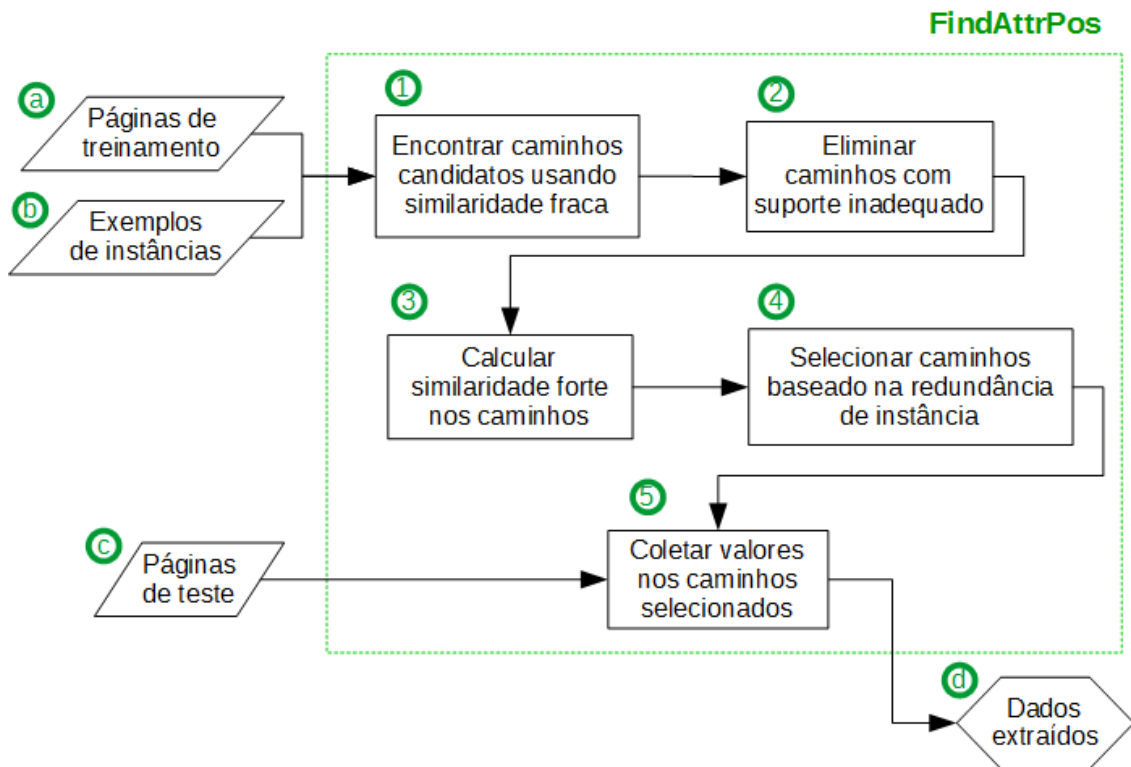 FindAttrPos
a
Páginas de
treinamento
b
Exemplos
de instâncias
1
Encontrar caminhos
candidatos usando
similaridade fraca
2
Eliminar
caminhos com
suporte inadequado
3
Calcular
similaridade forte
nos caminhos
4
Selecionar caminhos
baseado na redundância
de instância
5
Coletar valores
nos caminhos
selecionados
c
Páginas
de teste
d
Dados
extraídos